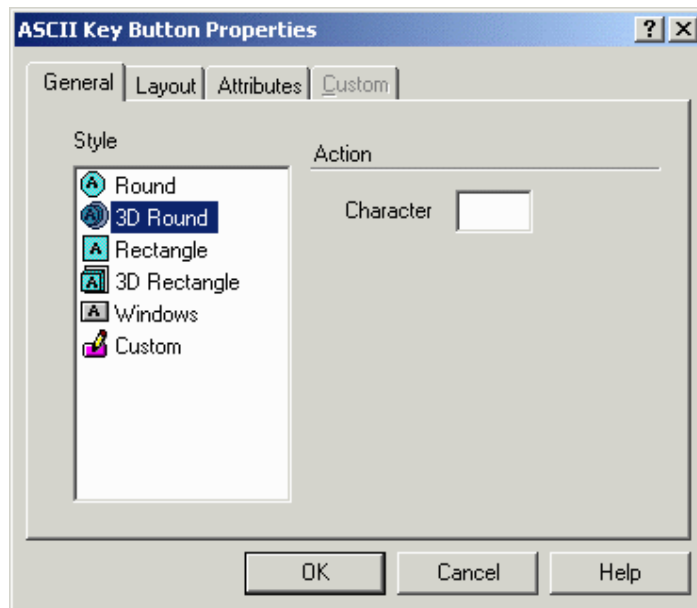 ASCII Key Button Properties
General Layout Attributes Custom
Style
Action
A Round
Character
A 3D Round
A Rectangle
A 3D Rectangle
A Windows
Custom
OK Cancel Help